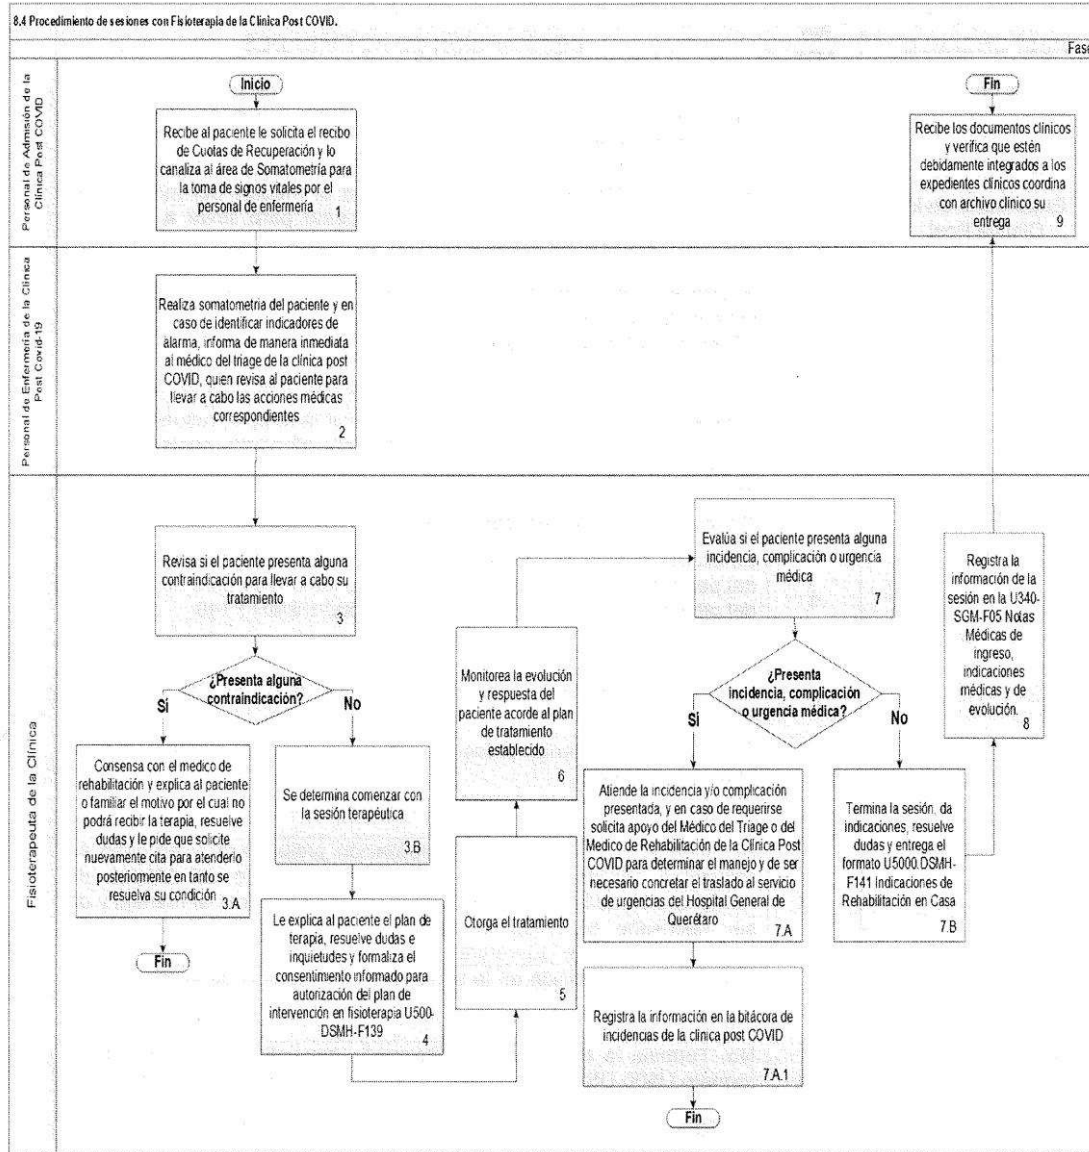 8.4 Procedimiento de sesiones con Fisioterapia de la Clínica Post COVID.
Fase
Personal de Admisión de la
Clínica Post COVID
Inicio
Recibe al paciente le solicita el recibo
de Cuotas de Recuperación y lo
canaliza al área de Somatometría para
la toma de signos vitales por el
personal de enfermería
1
Fin
Recibe los documentos clínicos
y verifica que estén
debidamente integrados a los
expedientes clínicos coordina
con archivo clínico su
entrega
9
Personal de Enfermería de la Clínica
Post Covid-19
Realiza somatometria del paciente y en
caso de identificar indicadores de
alarma, informa de manera inmediata
al médico del triage de la clínica post
COVID, quien revisa al paciente para
llevar a cabo las acciones médicas
correspondientes
2
Fisioterapeuta de la Clínica
Revisa si el paciente presenta alguna
contraindicación para llevar a cabo su
tratamiento
3
¿Presenta alguna
contraindicación?
Si
No
Consensa con el medico de
rehabilitación y explica al paciente
o familiar el motivo por el cual no
podrá recibir la terapia, resuelve
dudas y le pide que solicite
nuevamente cita para atenderlo
posteriormente en tanto se
resuelva su condición
3.A
Fin
Se determina comenzar con
la sesión terapéutica
3.B
Le explica al paciente el plan de
terapia, resuelve dudas e
inquietudes y formaliza el
consentimiento informado para
autorización del plan de
intervención en fisioterapia U500-
DSMH-F139
4
Otorga el tratamiento
5
Monitorea la evolución
y respuesta del
paciente acorde al plan
de tratamiento
establecido
6
Evalúa si el paciente presenta alguna
incidencia, complicación o urgencia
médica
7
¿Presenta
incidencia, complicación
o urgencia médica?
Si
No
Atiende la incidencia y/o complicación
presentada, y en caso de requerirse
solicita apoyo del Médico del Triage o del
Medico de Rehabilitación de la Clínica Post
COVID para determinar el manejo y de ser
necesario concretar el traslado al servicio
de urgencias del Hospital General de
Querétaro
7.A
Registra la información en la bitácora de
incidencias de la clinica post COVID
7.A.1
Fin
Termina la sesión, da
indicaciones, resuelve
dudas y entrega el
formato U5000.DSMH-
F141 Indicaciones de
Rehabilitación en Casa
7.B
Registra la
información de la
sesión en la U340-
SGM-F05 Notas
Médicas de
ingreso,
indicaciones
médicas y de
evolución.
8